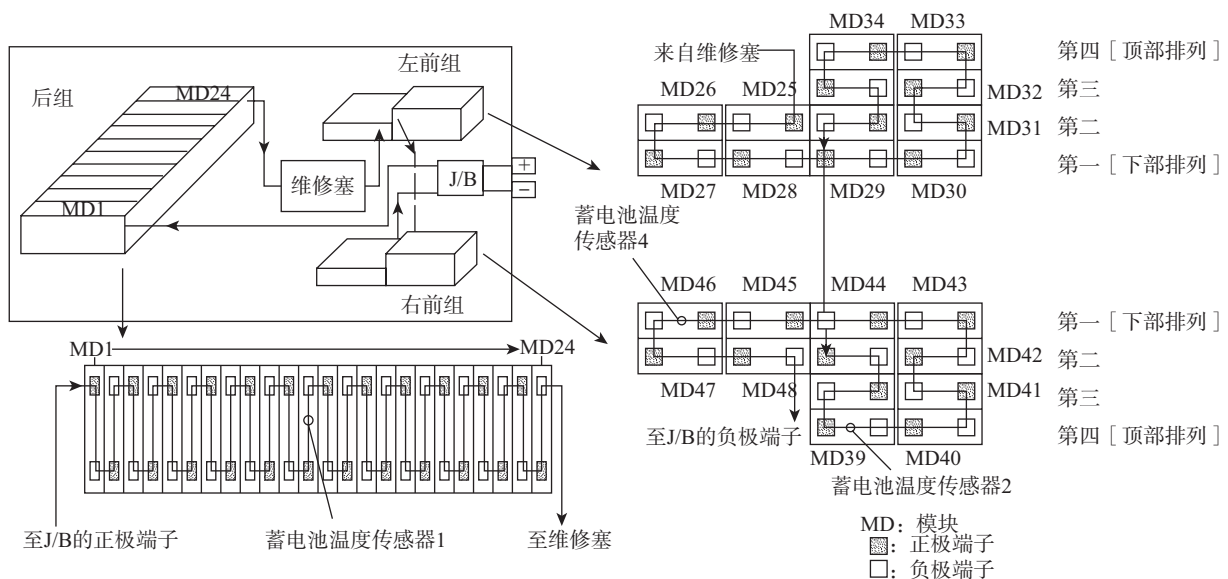 后组
MD24
MD1
左前组
维修塞
J/B
+
−
右前组
MD1
MD24
至J/B的正极端子
蓄电池温度传感器1
至维修塞
MD34
MD33
来自维修塞
MD26
MD25
MD32
MD31
MD27
MD28
MD29
MD30
第四［顶部排列］
第三
第二
第一［下部排列］
蓄电池温度
传感器4
MD46
MD45
MD44
MD43
MD42
MD41
MD47
MD48
MD39
MD40
第一［下部排列］
第二
第三
第四［顶部排列］
至J/B的负极端子
蓄电池温度传感器2
MD：模块
：正极端子
：负极端子